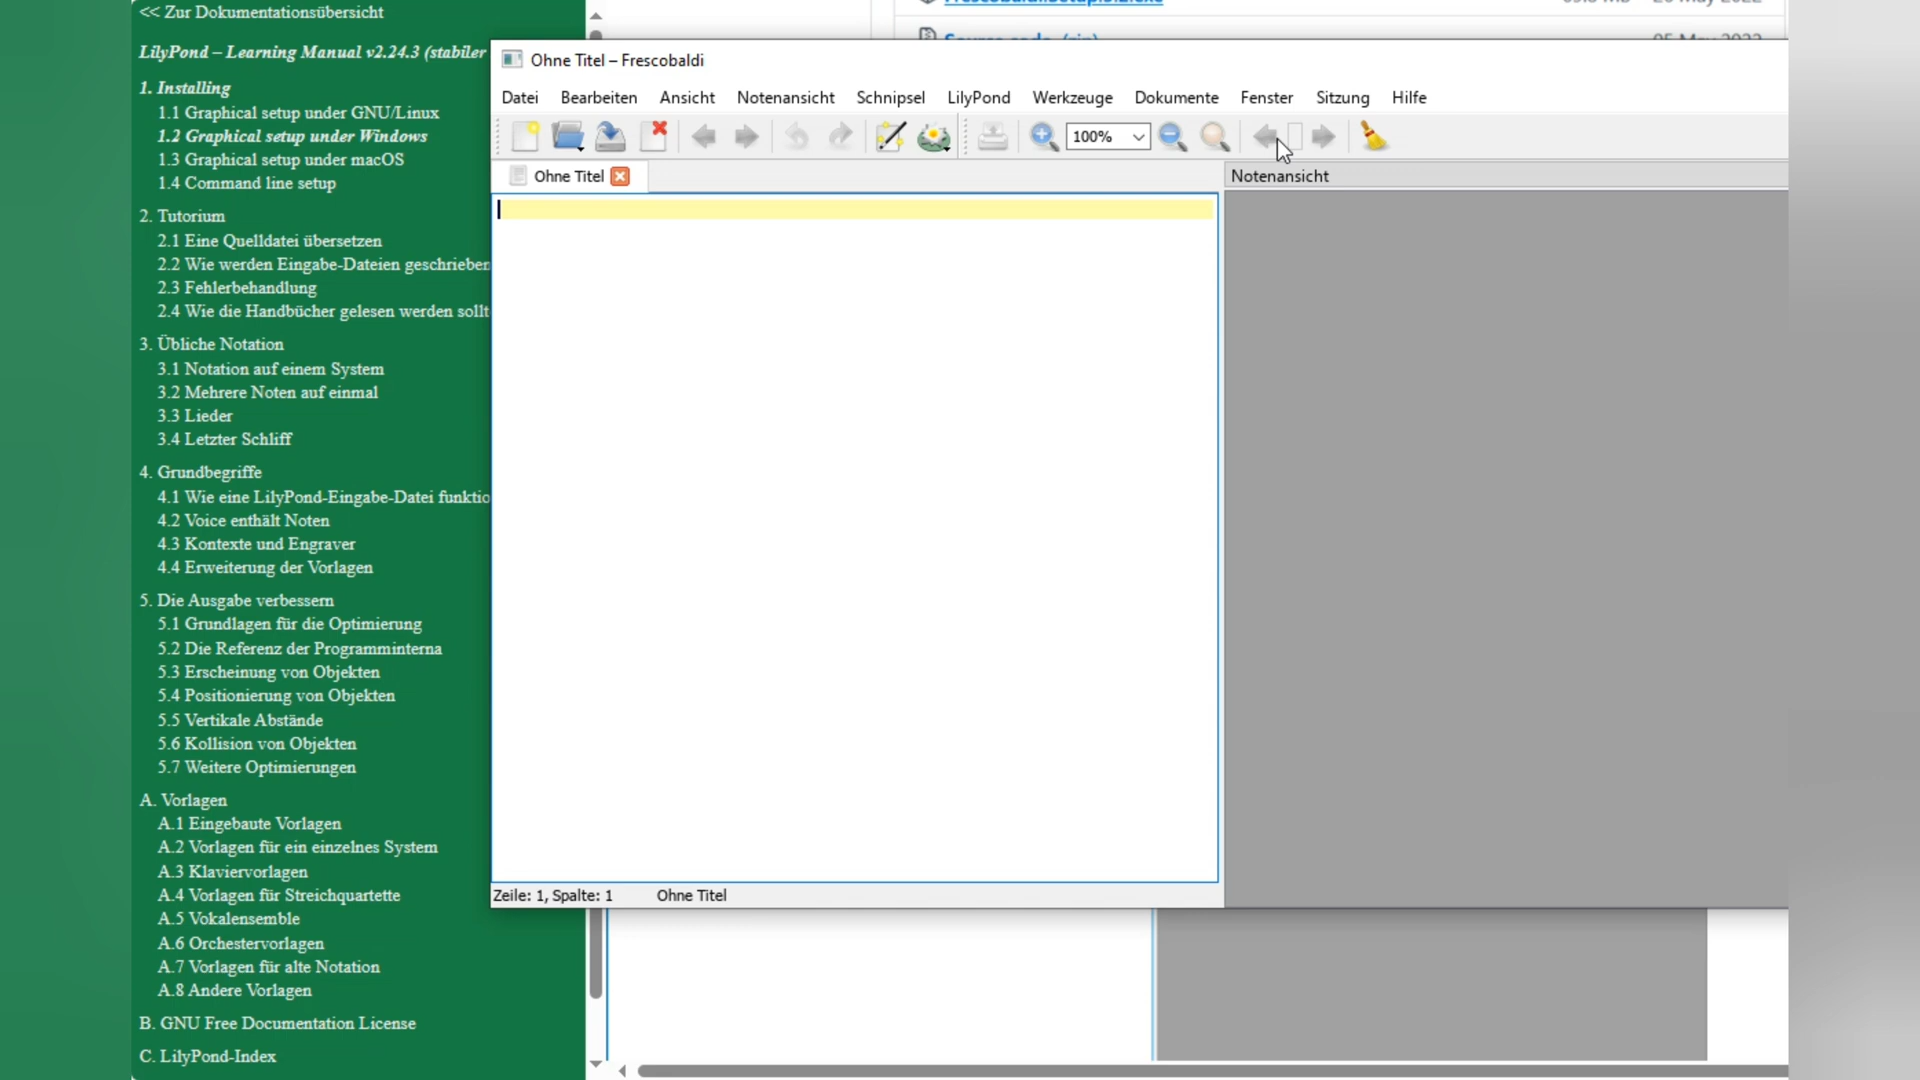 << Zur Dokumentationsübersicht
LilyPond – Learning Manual v2.24.3 (stabiler
1. Installing
1.1 Graphical setup under GNU/Linux
1.2 Graphical setup under Windows
1.3 Graphical setup under macOS
1.4 Command line setup
2. Tutorium
2.1 Eine Quelldatei übersetzen
2.2 Wie werden Eingabe-Dateien geschrieben
2.3 Fehlerbehandlung
2.4 Wie die Handbücher gelesen werden sollt
3. Übliche Notation
3.1 Notation auf einem System
3.2 Mehrere Noten auf einmal
3.3 Lieder
3.4 Letzter Schliff
4. Grundbegriffe
4.1 Wie eine LilyPond-Eingabe-Datei funktio
4.2 Voice enthält Noten
4.3 Kontexte und Engraver
4.4 Erweiterung der Vorlagen
5. Die Ausgabe verbessern
5.1 Grundlagen für die Optimierung
5.2 Die Referenz der Programminterna
5.3 Erscheinung von Objekten
5.4 Positionierung von Objekten
5.5 Vertikale Abstände
5.6 Kollision von Objekten
5.7 Weitere Optimierungen
A. Vorlagen
A.1 Eingebaute Vorlagen
A.2 Vorlagen für ein einzelnes System
A.3 Klaviervorlagen
A.4 Vorlagen für Streichquartette
A.5 Vokalensemble
A.6 Orchestervorlagen
A.7 Vorlagen für alte Notation
A.8 Andere Vorlagen
B. GNU Free Documentation License
C. LilyPond-Index
Ohne Titel – Frescobaldi
Datei Bearbeiten Ansicht Notenansicht Schnipsel LilyPond Werkzeuge Dokumente Fenster Sitzung Hilfe
100%
Ohne Titel
Notenansicht
Zeile: 1, Spalte: 1 Ohne Titel